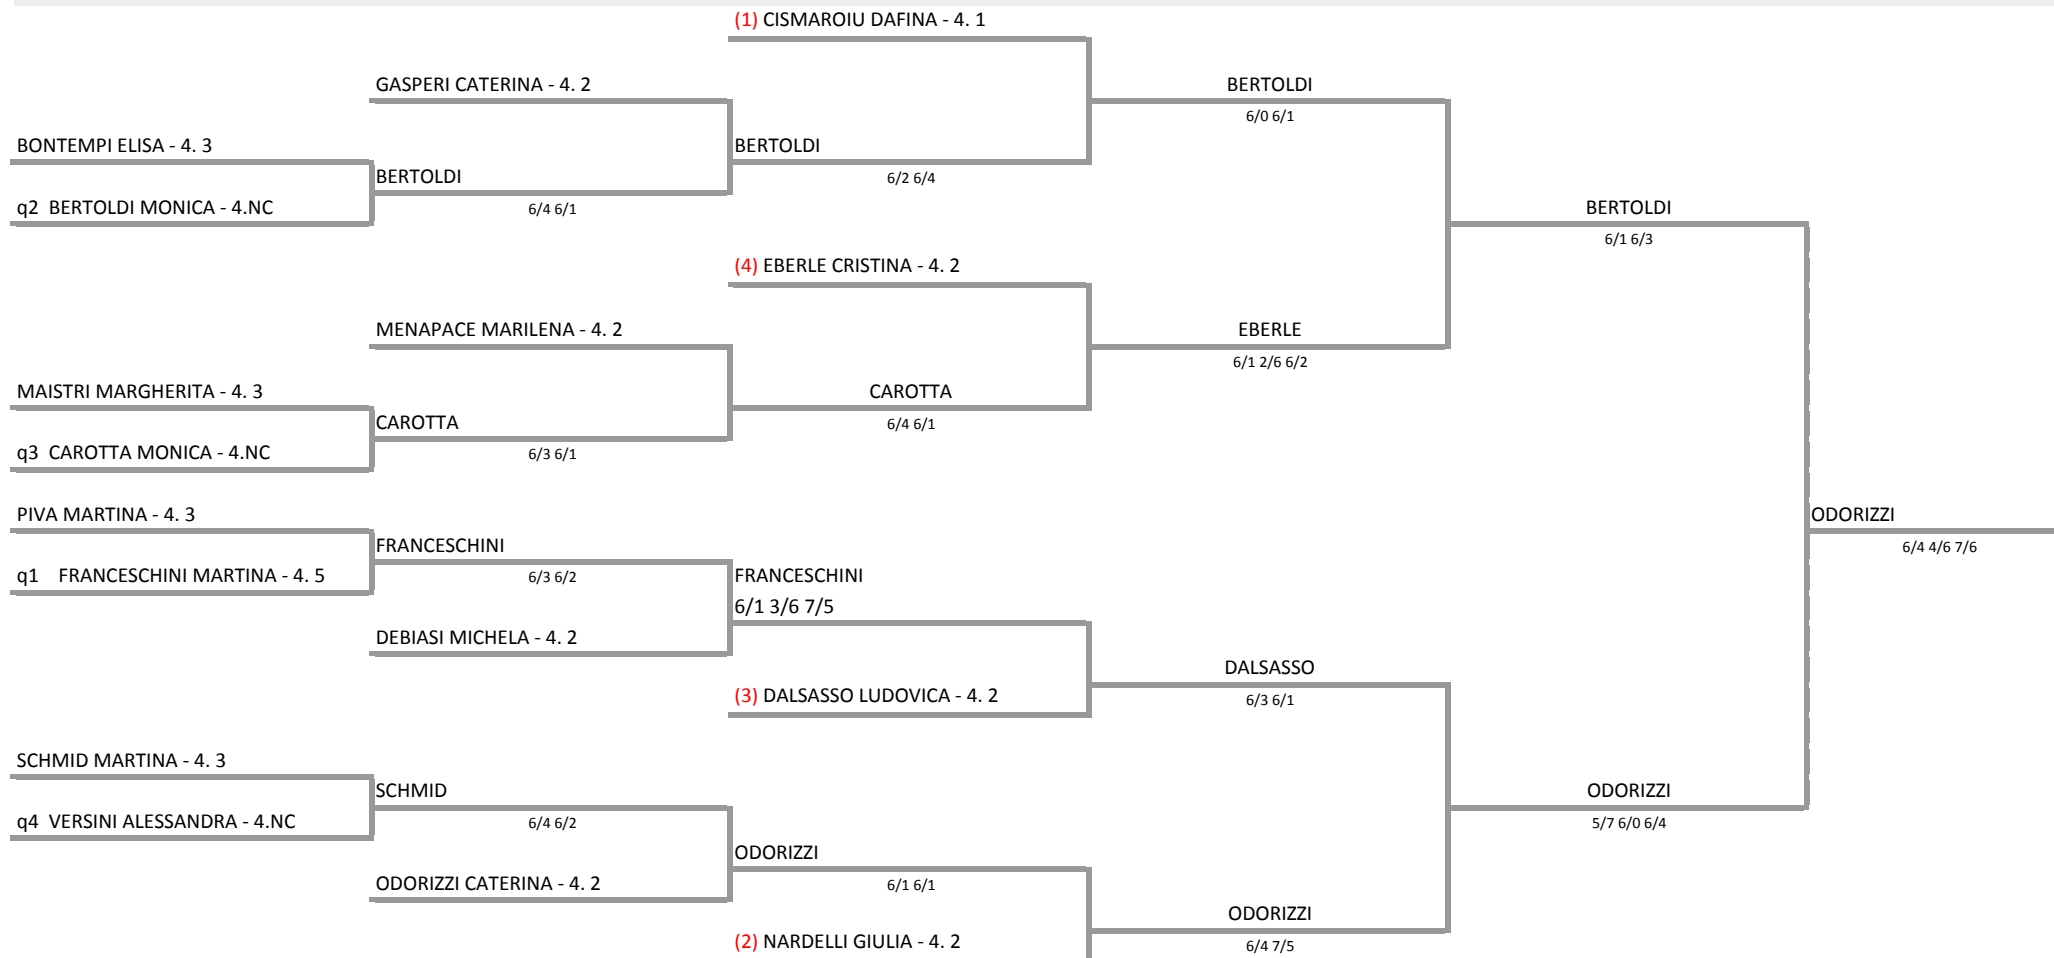 (1) CISMAROIU DAFINA - 4. 1
GASPERI CATERINA - 4. 2
BERTOLDI
6/0 6/1
BONTEMPI ELISA - 4. 3
BERTOLDI
BERTOLDI
6/2 6/4
q2 BERTOLDI MONICA - 4.NC
6/4 6/1
BERTOLDI
6/1 6/3
(4) EBERLE CRISTINA - 4. 2
MENAPACE MARILENA - 4. 2
EBERLE
6/1 2/6 6/2
MAISTRI MARGHERITA - 4. 3
CAROTTA
CAROTTA
6/4 6/1
q3 CAROTTA MONICA - 4.NC
6/3 6/1
PIVA MARTINA - 4. 3
ODORIZZI
FRANCESCHINI
6/4 4/6 7/6
q1 FRANCESCHINI MARTINA - 4. 5
6/3 6/2
FRANCESCHINI
6/1 3/6 7/5
DEBIASI MICHELA - 4. 2
DALSASSO
(3) DALSASSO LUDOVICA - 4. 2
6/3 6/1
SCHMID MARTINA - 4. 3
SCHMID
ODORIZZI
q4 VERSINI ALESSANDRA - 4.NC
6/4 6/2
5/7 6/0 6/4
ODORIZZI
ODORIZZI CATERINA - 4. 2
6/1 6/1
ODORIZZI
(2) NARDELLI GIULIA - 4. 2
6/4 7/5